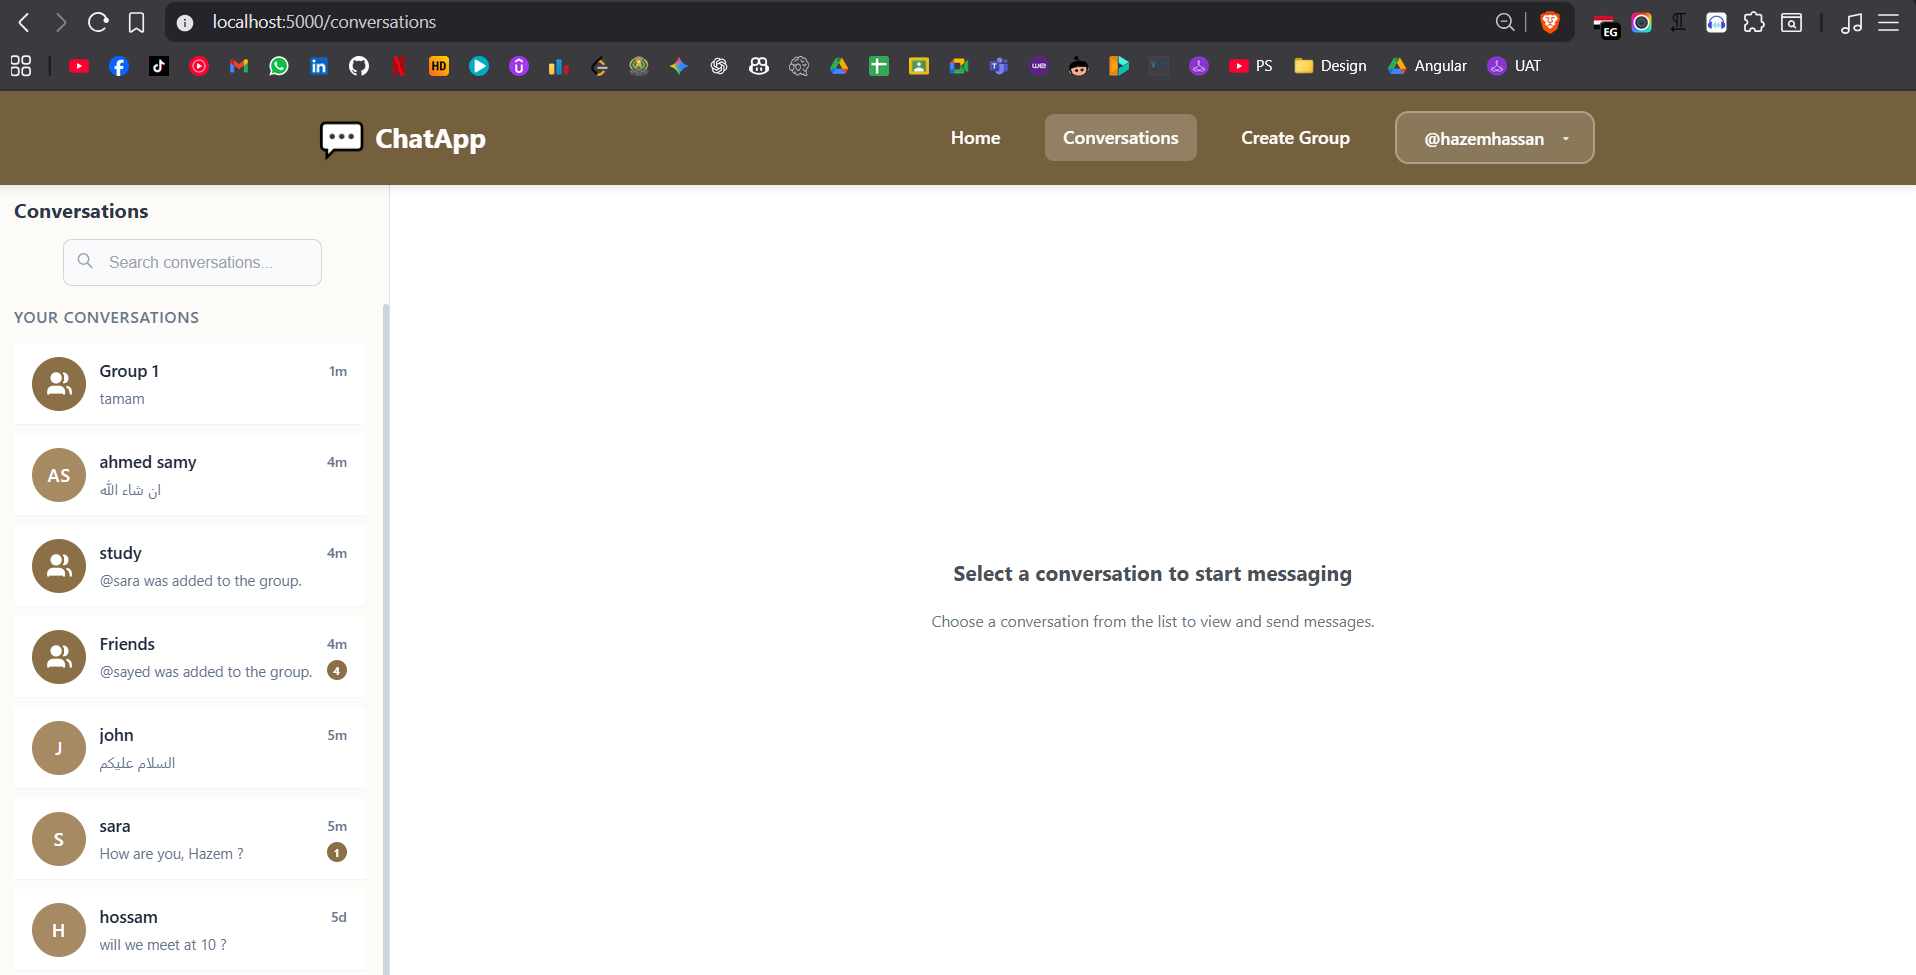 localhost:5000/conversations
EG
HD
we
PS
Design
Angular
UAT
ChatApp
Home
Conversations
Create Group
@hazemhassan
Conversations
Search conversations...
YOUR CONVERSATIONS
Group 1 1m
tamam
AS
ahmed samy 4m
ان شاء الله
study 4m
@sara was added to the group.
Friends 4m
@sayed was added to the group. 4
J
john 5m
السلام عليكم
S
sara 5m
How are you, Hazem ? 1
H
hossam 5d
will we meet at 10 ?
Select a conversation to start messaging
Choose a conversation from the list to view and send messages.